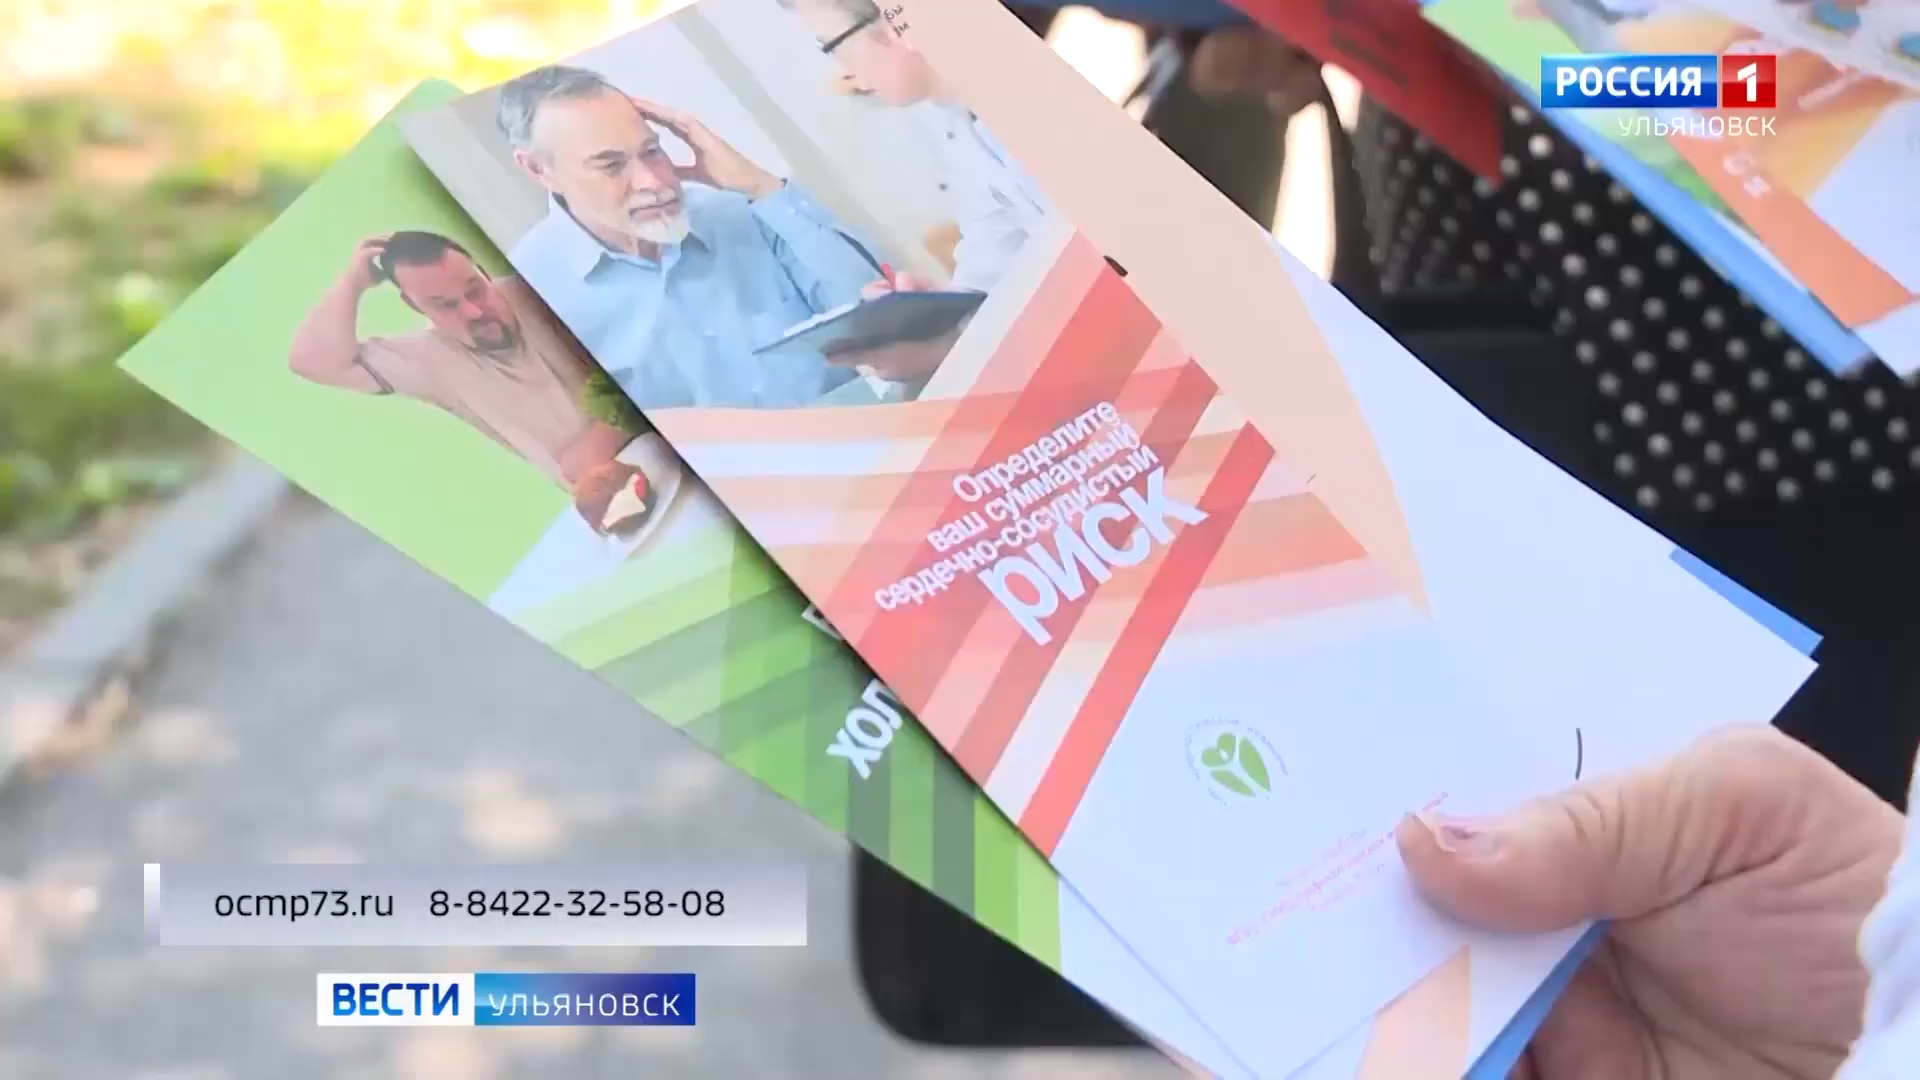 РОССИЯ 1
УЛЬЯНОВСК
Определите
ваш суммарный
сердечно-сосудистый
риск
ХОЛ
ocmp73.ru 8-8422-32-58-08
ВЕСТИ УЛЬЯНОВСК